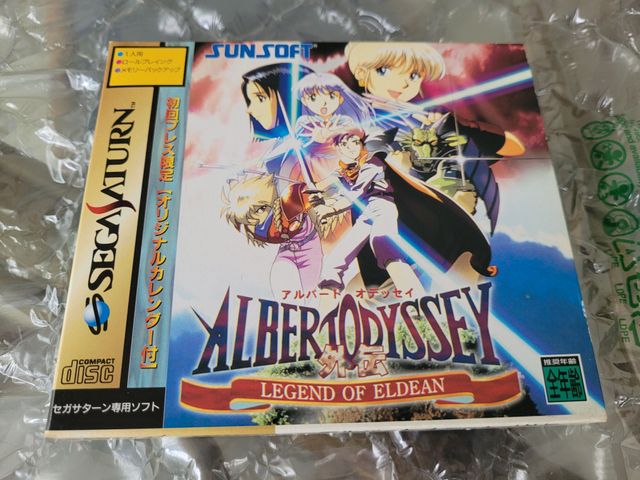 1人用
ロールプレイング
メモリーバックアップ
SEGA SATURN™
COMPACT
disc
セガサターン専用ソフト
初回プレス限定「オリジナルカレンダー付」
SUNSOFT
アルバート オデッセイ
ALBERT ODYSSEY
外伝
LEGEND OF ELDEAN
推奨年齢
全年齢